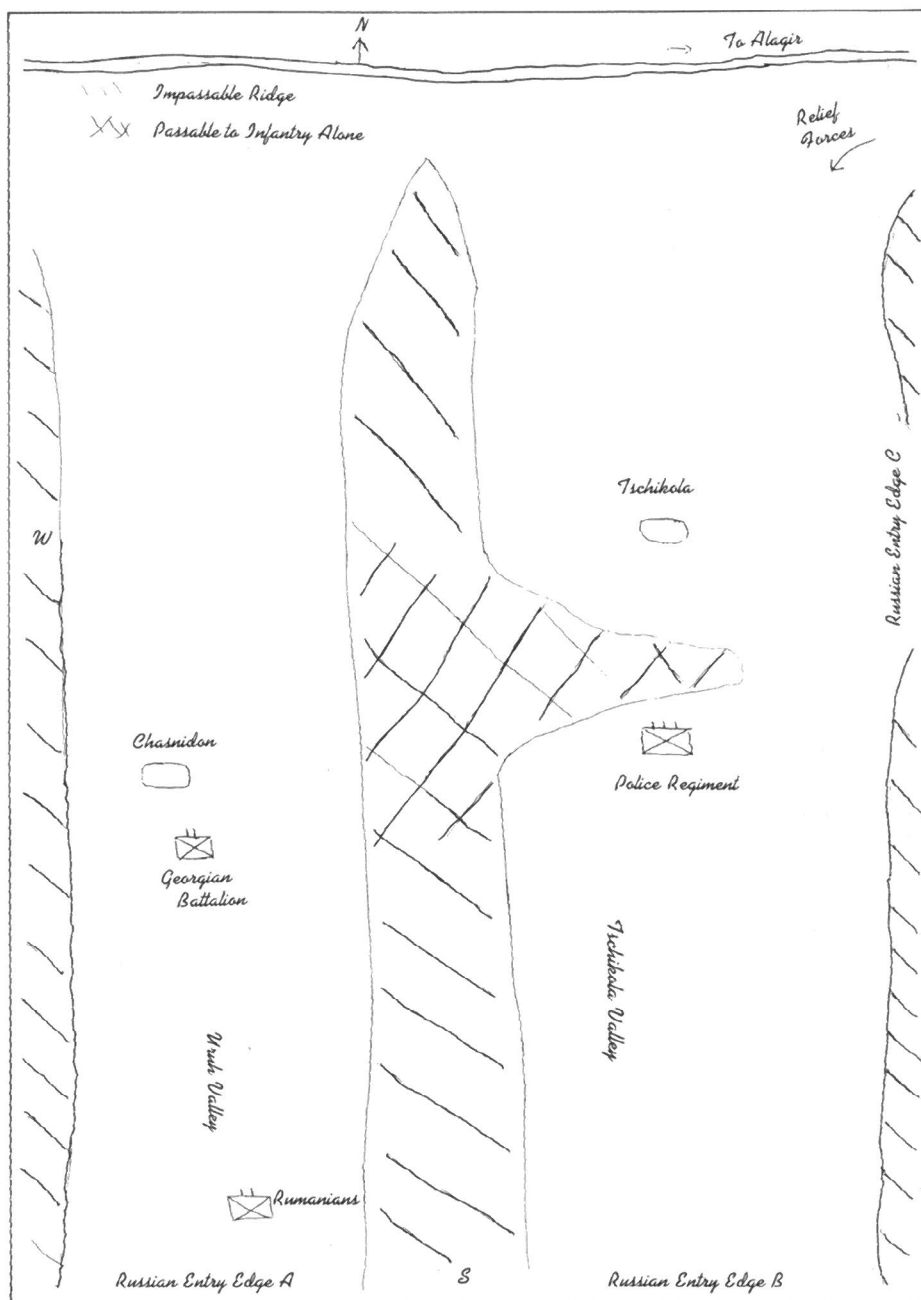 N
To Alagir
Impassable Ridge
Passable to Infantry Alone
Relief
Forces
Tschikola
Russian Entry Edge C
W
Chasnidon
Police Regiment
Georgian
Battalion
Tschikola Valley
Uruh Valley
Rumanians
Russian Entry Edge A
S
Russian Entry Edge B